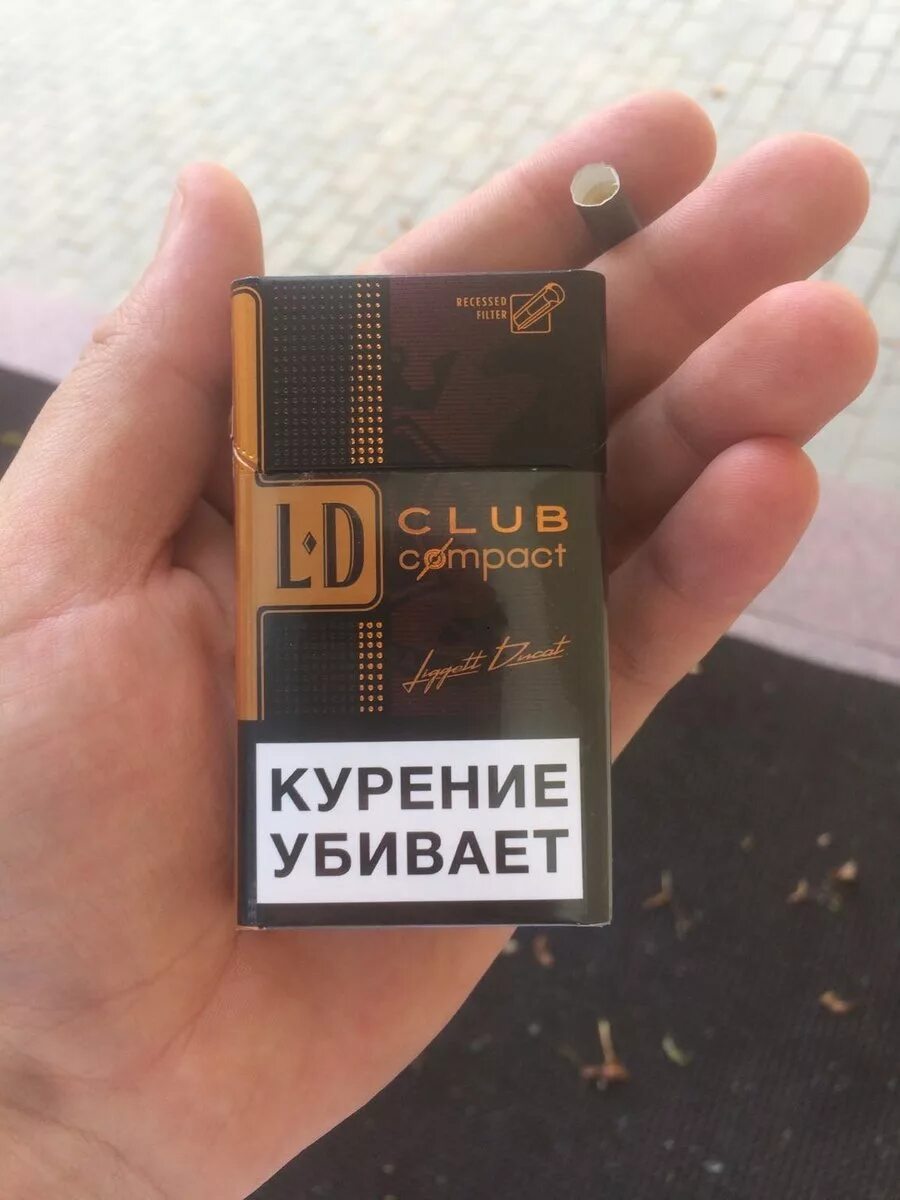 RECESSED
FILTER
L·D
CLUB
compact
Liggett Ducat
КУРЕНИЕ
УБИВАЕТ